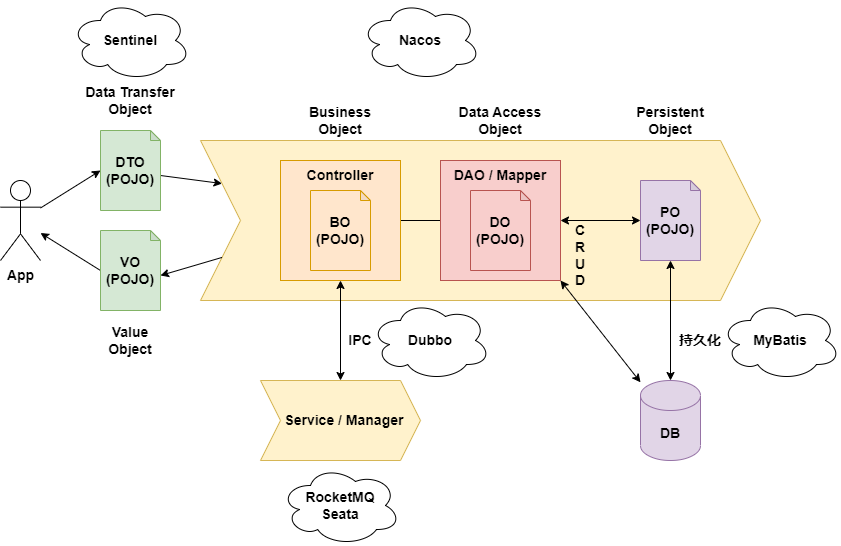 Sentinel
Nacos
Data Transfer
Object
Business
Object
Data Access
Object
Persistent
Object
DTO
(POJO)
Controller
BO
(POJO)
DAO / Mapper
DO
(POJO)
PO
(POJO)
C
R
U
D
VO
(POJO)
App
Value
Object
IPC
Dubbo
持久化
MyBatis
Service / Manager
DB
RocketMQ
Seata